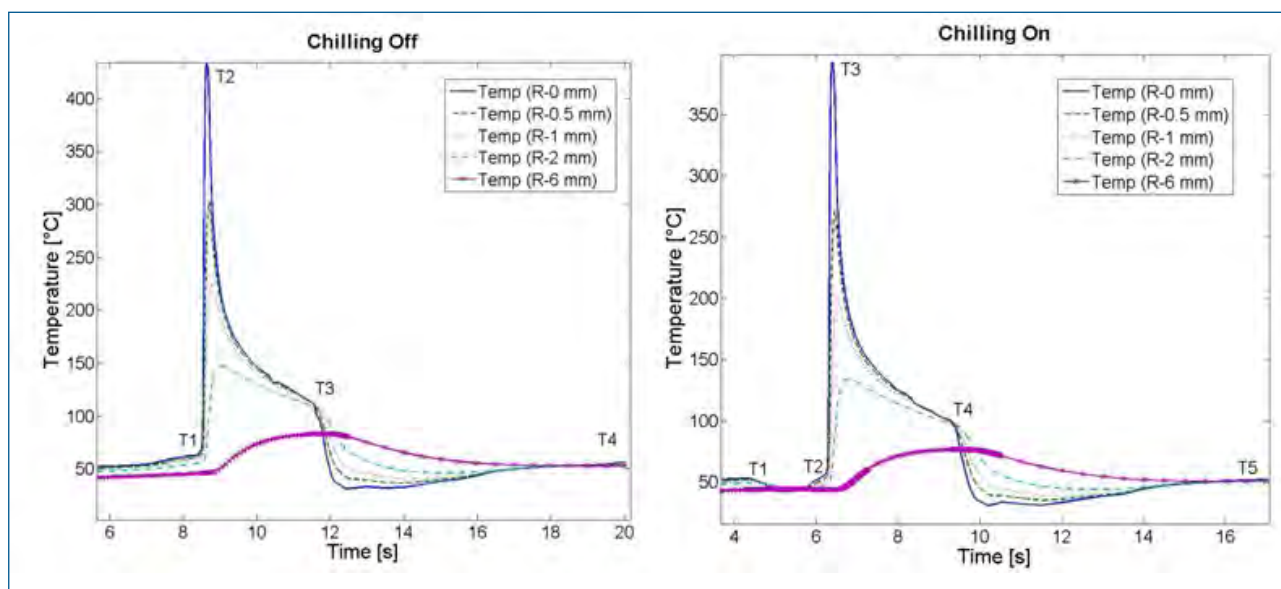 Chilling Off
T2
Temp (R-0 mm)
Temp (R-0.5 mm)
Temp (R-1 mm)
Temp (R-2 mm)
Temp (R-6 mm)
400
350
300
250
200
150
100
50
T1
T3
T4
Temperature [°C]
6 8 10 12 14 16 18 20
Time [s]
Chilling On
T3
Temp (R-0 mm)
Temp (R-0.5 mm)
Temp (R-1 mm)
Temp (R-2 mm)
Temp (R-6 mm)
350
300
250
200
150
100
50
T1
T2
T4
T5
Temperature [°C]
4 6 8 10 12 14 16
Time [s]